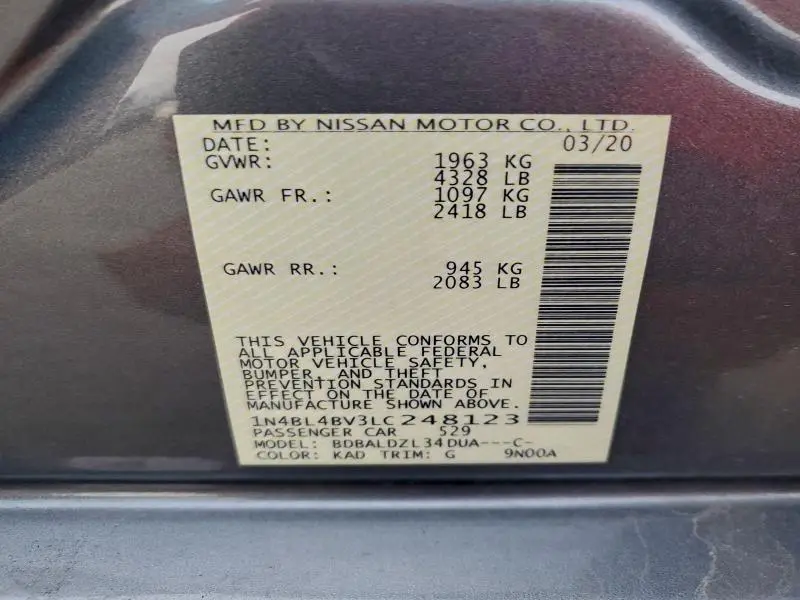 MFD BY NISSAN MOTOR CO., LTD.
DATE: 03/20
GVWR: 1963 KG
4328 LB
GAWR FR.: 1097 KG
2418 LB
GAWR RR.: 945 KG
2083 LB
THIS VEHICLE CONFORMS TO
ALL APPLICABLE FEDERAL
MOTOR VEHICLE SAFETY,
BUMPER, AND THEFT
PREVENTION STANDARDS IN
EFFECT ON THE DATE OF
MANUFACTURE SHOWN ABOVE.
1N4BL4BV3LC248123
PASSENGER CAR 529
MODEL: BDBALDZL34DUA---C-
COLOR: KAD TRIM: G 9N00A